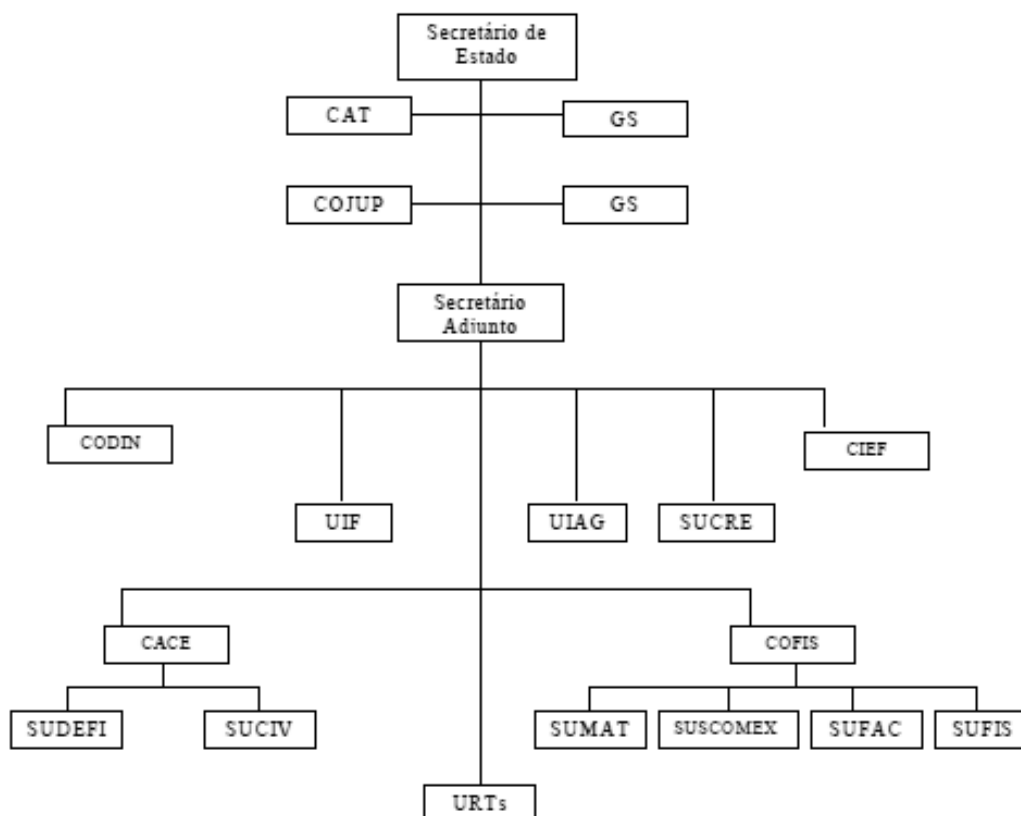 Secretário de
Estado
CAT
GS
COJUP
GS
Secretário
Adiunto
CODIN
CIEF
UIF
UIAG
SUCRE
CACE
COFIS
SUDEFI
SUCIV
SUMAT
SUSCOMEX
SUFAC
SUFIS
URTs